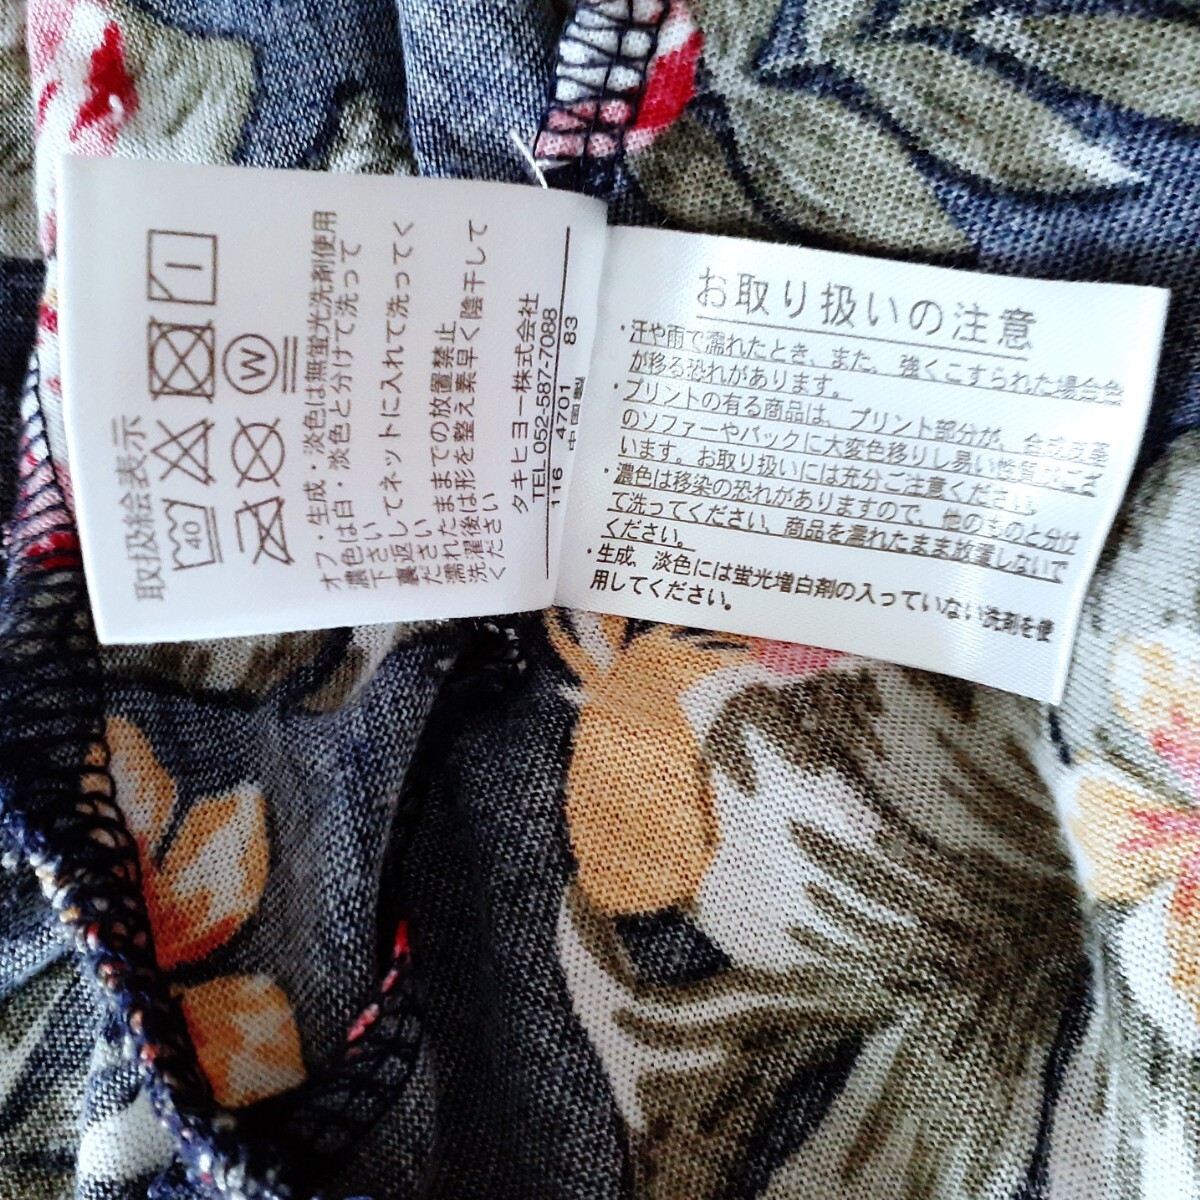 取扱絵表示
40
W
オフ・生成・淡色は無蛍光洗剤使用
濃色は白・淡色と分けて洗って
下さい
裏返してネットに入れて洗ってく
ださい
濡れたままでの放置禁止
洗濯後は形を整え素早く陰干して
ください
タキヒヨー株式会社
TEL 052-587-7088
116 4701 83
中国製
お取り扱いの注意
・汗や雨で濡れたとき、また、強くこすられた場合色
が移る恐れがあります。
・プリントの有る商品は、プリント部分が、合成皮革
のソファーやバックに大変色移りし易い性質がござ
います。お取り扱いには充分ご注意ください。
・濃色は移染の恐れがありますので、他のものと分け
て洗ってください、商品を濡れたまま放置しないで
ください。
・生成、淡色には蛍光増白剤の入っていない洗剤を使
用してください。